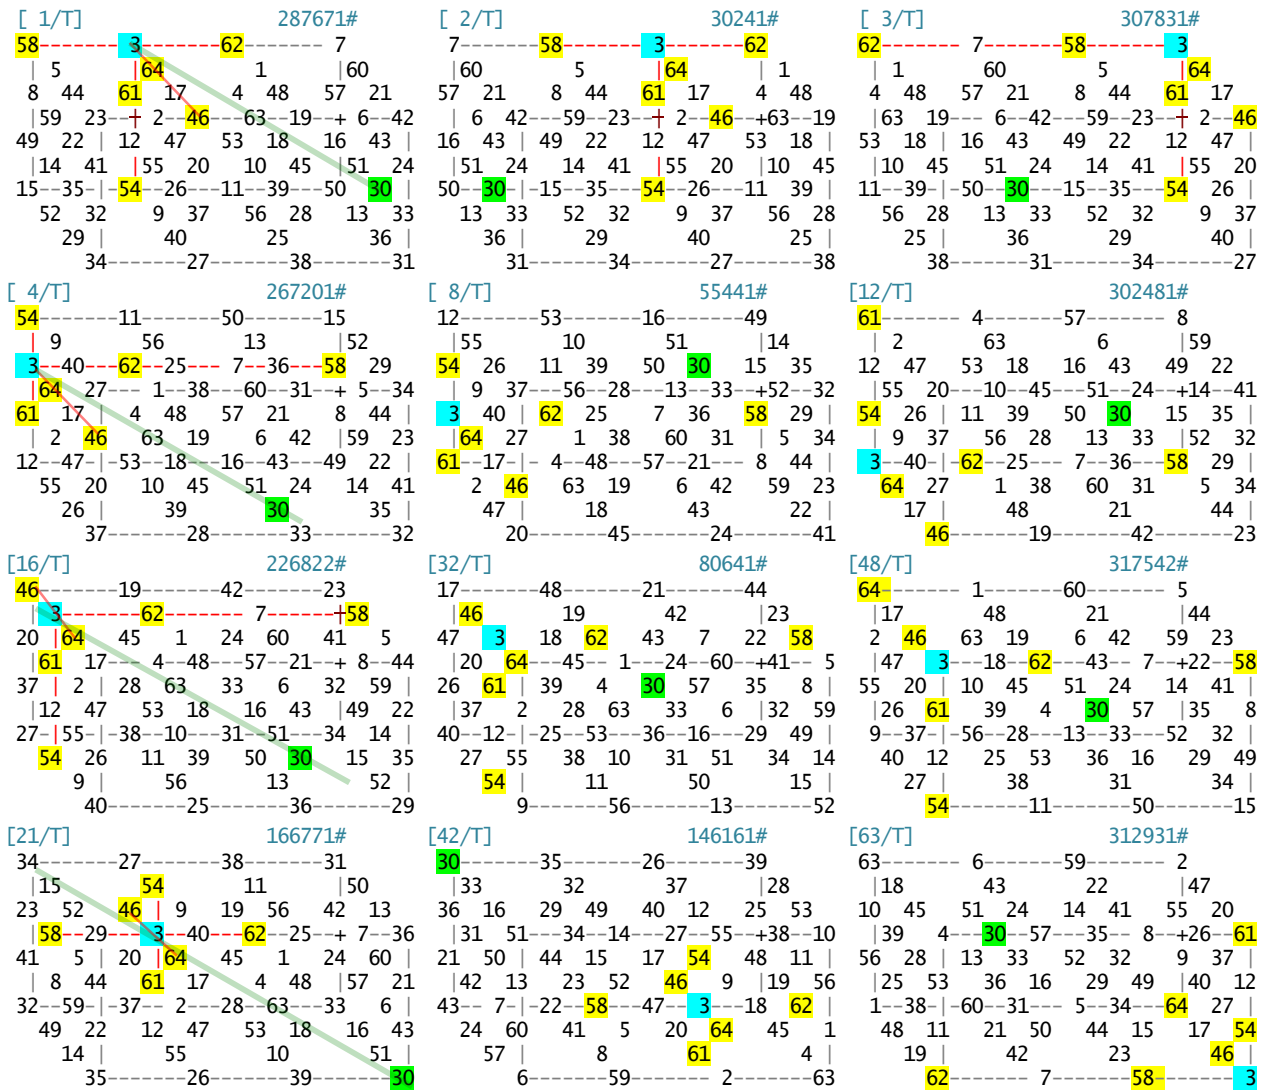 [ 1/T] 287671#
58 3 62 7
5 64 1 60
8 44 61 17 4 48 57 21
59 23 + 2 46 63 19 + 6 42
49 22 12 47 53 18 16 43
14 41 55 20 10 45 51 24
15 35 54 26 11 39 50 30
52 32 9 37 56 28 13 33
29 40 25 36
34 27 38 31
[ 2/T] 30241#
7 58 3 62
60 5 64 1
57 21 8 44 61 17 4 48
6 42 59 23 + 2 46 + 63 19
49 22 12 47 53 18
51 24 14 41 55 20 10 45
50 30 15 35 54 26 11 39
13 33 52 32 9 37 56 28
36 29 40 25
31 34 27 38
[ 3/T] 307831#
62 7 58 3
1 60 5 64
4 48 57 21 8 44 61 17
63 19 6 42 59 23 + 2 46
53 18 16 43 49 22 12 47
10 45 51 24 14 41 55 20
11 39 50 30 15 35 54 26
56 28 13 33 52 32 9 37
25 36 29 40
38 31 34 27
[ 4/T] 267201#
54 11 50 15
9 56 13 52
3 40 62 25 7 36 58 29
64 27 1 38 60 31 + 5 34
61 17 4 48 57 21 8 44
2 46 63 19 6 42 59 23
12 47 53 18 16 43 49 22
55 20 10 45 51 24 14 41
26 39 30 35
37 28 33 32
[ 8/T] 55441#
12 53 16 49
55 10 51 14
54 26 11 39 50 30 15 35
9 37 56 28 13 33 + 52 32
3 40 62 25 7 36 58 29
64 27 1 38 60 31 5 34
61 17 4 48 57 21 8 44
2 46 63 19 6 42 59 23
47 18 43 22
20 45 24 41
[12/T] 302481#
61 4 57 8
2 63 6 59
12 47 53 18 16 43 49 22
55 20 10 45 51 24 + 14 41
54 26 11 39 50 30 15 35
9 37 56 28 13 33 52 32
3 40 62 25 7 36 58 29
64 27 1 38 60 31 5 34
17 48 21 44
46 19 42 23
[16/T] 226822#
46 19 42 23
3 62 7 + 58
20 64 45 1 24 60 41 5
61 17 4 48 57 21 + 8 44
37 2 28 63 33 6 32 59
12 47 53 18 16 43 49 22
27 55 38 10 31 51 34 14
54 26 11 39 50 30 15 35
9 56 13 52
40 25 36 29
[32/T] 80641#
17 48 21 44
46 19 42 23
47 3 18 62 43 7 22 58
20 64 45 1 24 60 + 41 5
26 61 39 4 30 57 35 8
37 2 28 63 33 6 32 59
40 12 25 53 36 16 29 49
27 55 38 10 31 51 34 14
54 11 50 15
9 56 13 52
[48/T] 317542#
64 1 60 5
17 48 21 44
2 46 63 19 6 42 59 23
47 3 18 62 43 7 + 22 58
55 20 10 45 51 24 14 41
26 61 39 4 30 57 35 8
9 37 56 28 13 33 52 32
40 12 25 53 36 16 29 49
27 38 31 34
54 11 50 15
[21/T] 166771#
34 27 38 31
15 54 11 50
23 52 46 9 19 56 42 13
58 29 3 40 62 25 + 7 36
41 5 20 64 45 1 24 60
8 44 61 17 4 48 57 21
32 59 37 2 28 63 33 6
49 22 12 47 53 18 16 43
14 55 10 51
35 26 39 30
[42/T] 146161#
30 35 26 39
33 32 37 28
36 16 29 49 40 12 25 53
31 51 34 14 27 55 + 38 10
21 50 44 15 17 54 48 11
42 13 23 52 46 9 19 56
43 7 22 58 47 3 18 62
24 60 41 5 20 64 45 1
57 8 61 4
6 59 2 63
[63/T] 312931#
63 6 59 2
18 43 22 47
10 45 51 24 14 41 55 20
39 4 30 57 35 8 + 26 61
56 28 13 33 52 32 9 37
25 53 36 16 29 49 40 12
1 38 60 31 5 34 64 27
48 11 21 50 44 15 17 54
19 42 23 46
62 7 58 3